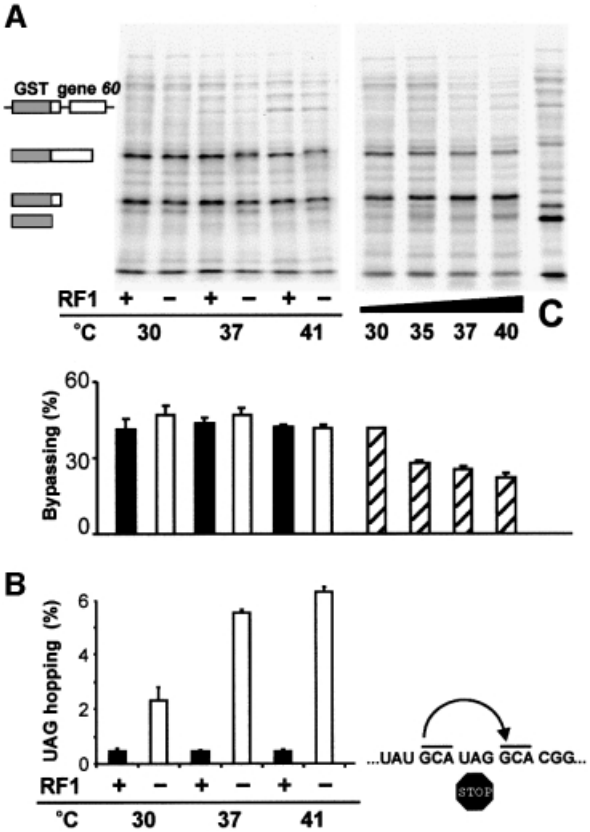 A
GST gene 60
RF1 + − + − + −
°C 30 37 41
30 35 37 40
C
Bypassing (%)
60
30
0
B
UAG hopping (%)
6
4
2
0
RF1 + − + − + −
°C 30 37 41
...UAU GCA UAG GCA CGG...
STOP